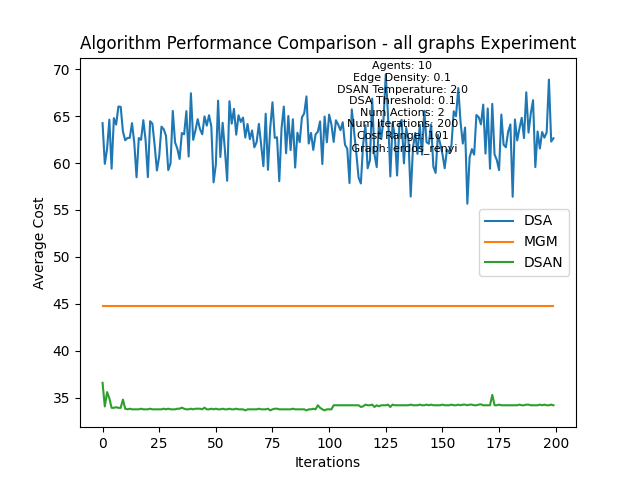 Algorithm Performance Comparison - all graphs Experiment
Agents: 10
Edge Density: 0.1
DSAN Temperature: 2.0
DSA Threshold: 0.1
Num Actions: 2
Num Iterations: 200
Cost Range: 101
Graph: erdos_renyi
70
65
60
55
50
45
40
35
Average Cost
DSA
MGM
DSAN
0
25
50
75
100
125
150
175
200
Iterations